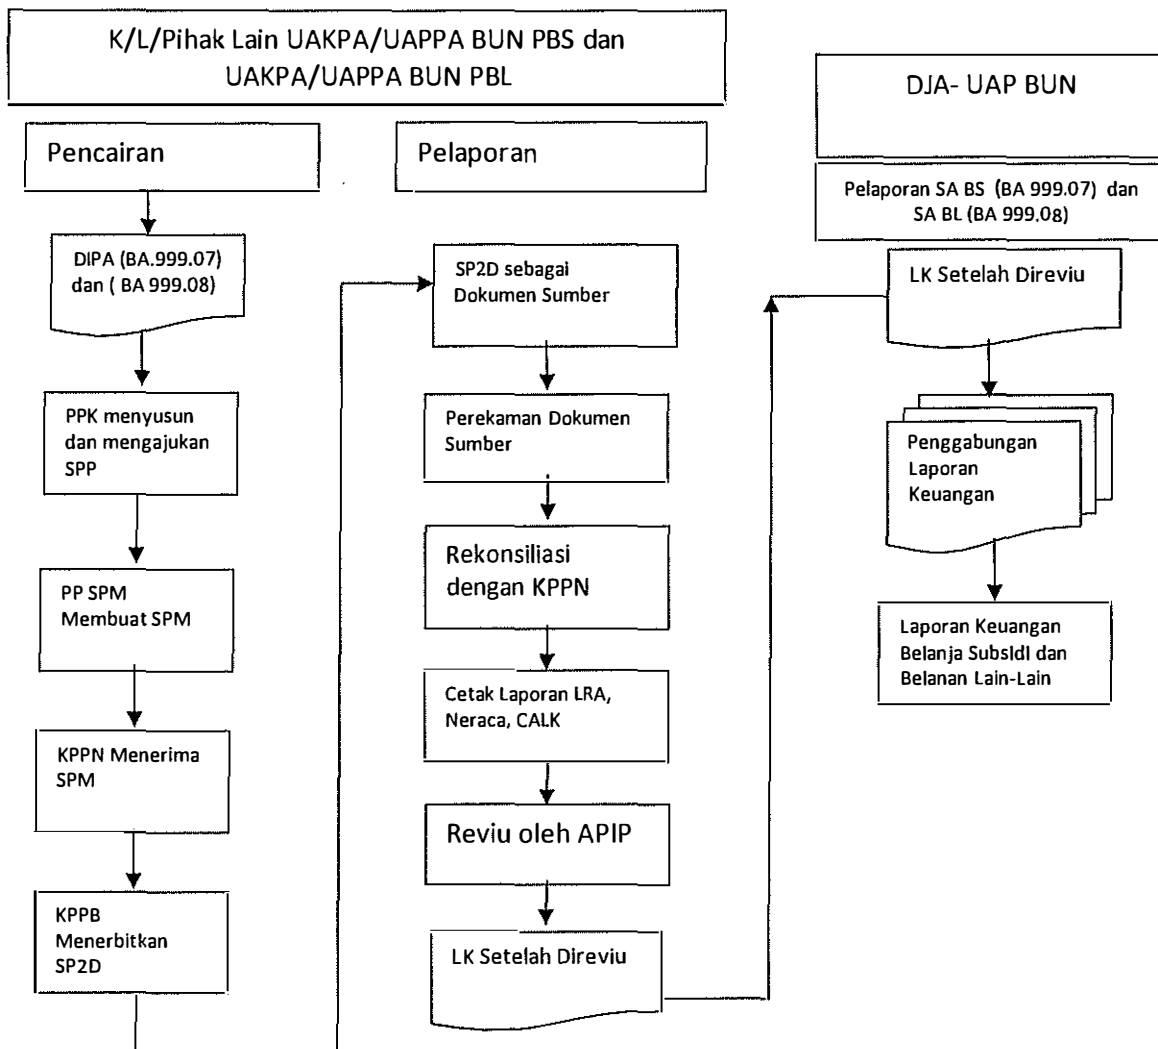 K/L/Pihak Lain UAKPA/UAPPA BUN PBS dan
UAKPA/UAPPA BUN PBL
Pencairan
DIPA (BA.999.07)
dan ( BA 999.08)
PPK menyusun
dan mengajukan
SPP
PP SPM
Membuat SPM
KPPN Menerima
SPM
KPPB
Menerbitkan
SP2D
Pelaporan
SP2D sebagai
Dokumen Sumber
Perekaman Dokumen
Sumber
Rekonsiliasi
dengan KPPN
Cetak Laporan LRA,
Neraca, CALK
Reviu oleh APIP
LK Setelah Direviu
DJA- UAP BUN
Pelaporan SA BS (BA 999.07) dan
SA BL (BA 999.08)
LK Setelah Direviu
Penggabungan
Laporan
Keuangan
Laporan Keuangan
Belanja SubsIdI dan
Belanan Lain-Lain